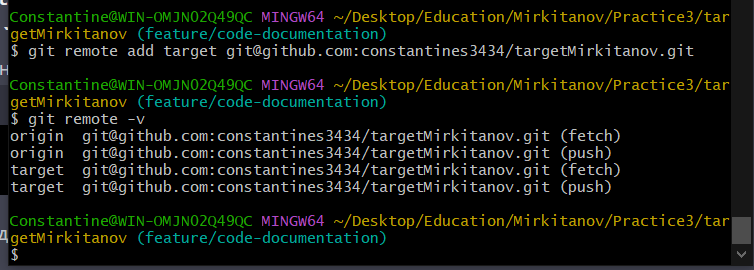 Constantine@WIN-OMJNO2Q49QC MINGW64 ~/Desktop/Education/Mirkitanov/Practice3/tar
getMirkitanov (feature/code-documentation)
$ git remote add target git@github.com:constantines3434/targetMirkitanov.git
Constantine@WIN-OMJNO2Q49QC MINGW64 ~/Desktop/Education/Mirkitanov/Practice3/tar
getMirkitanov (feature/code-documentation)
$ git remote -v
origin  git@github.com:constantines3434/targetMirkitanov.git (fetch)
origin  git@github.com:constantines3434/targetMirkitanov.git (push)
target  git@github.com:constantines3434/targetMirkitanov.git (fetch)
target  git@github.com:constantines3434/targetMirkitanov.git (push)
Constantine@WIN-OMJNO2Q49QC MINGW64 ~/Desktop/Education/Mirkitanov/Practice3/tar
getMirkitanov (feature/code-documentation)
$